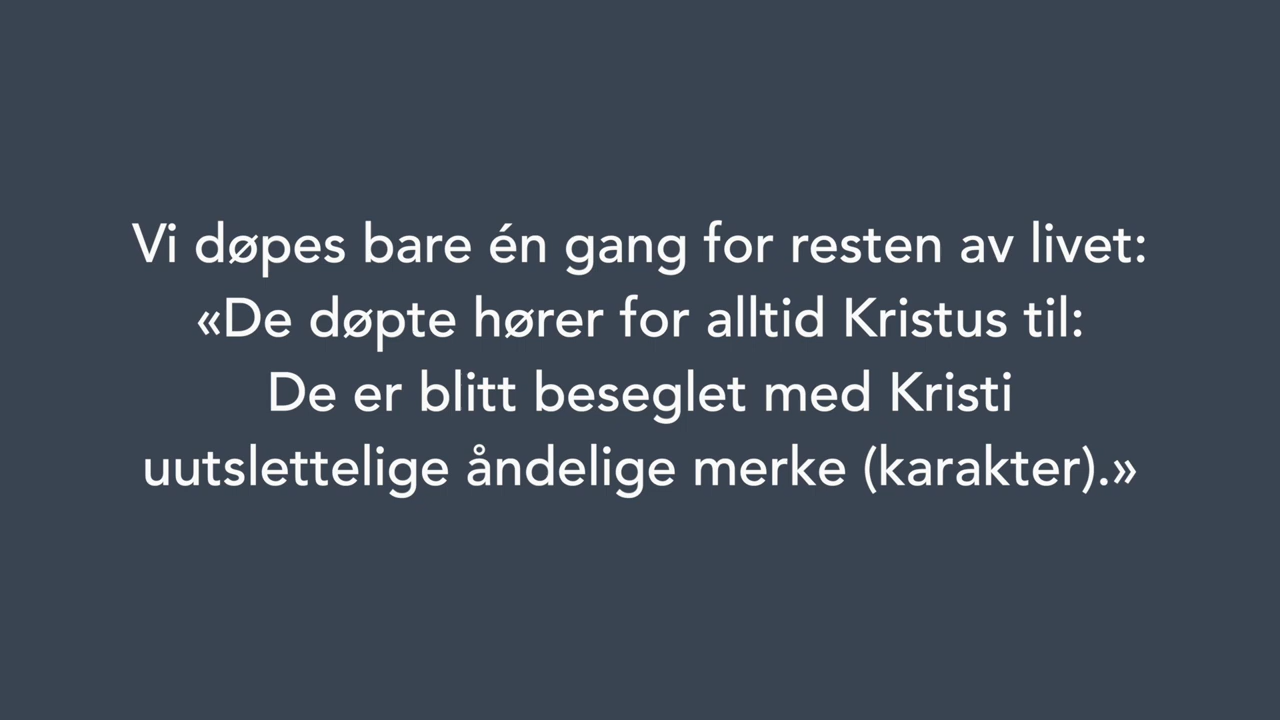 Vi døpes bare én gang for resten av livet:
«De døpte hører for alltid Kristus til:
De er blitt beseglet med Kristi
uutslettelige åndelige merke (karakter).»